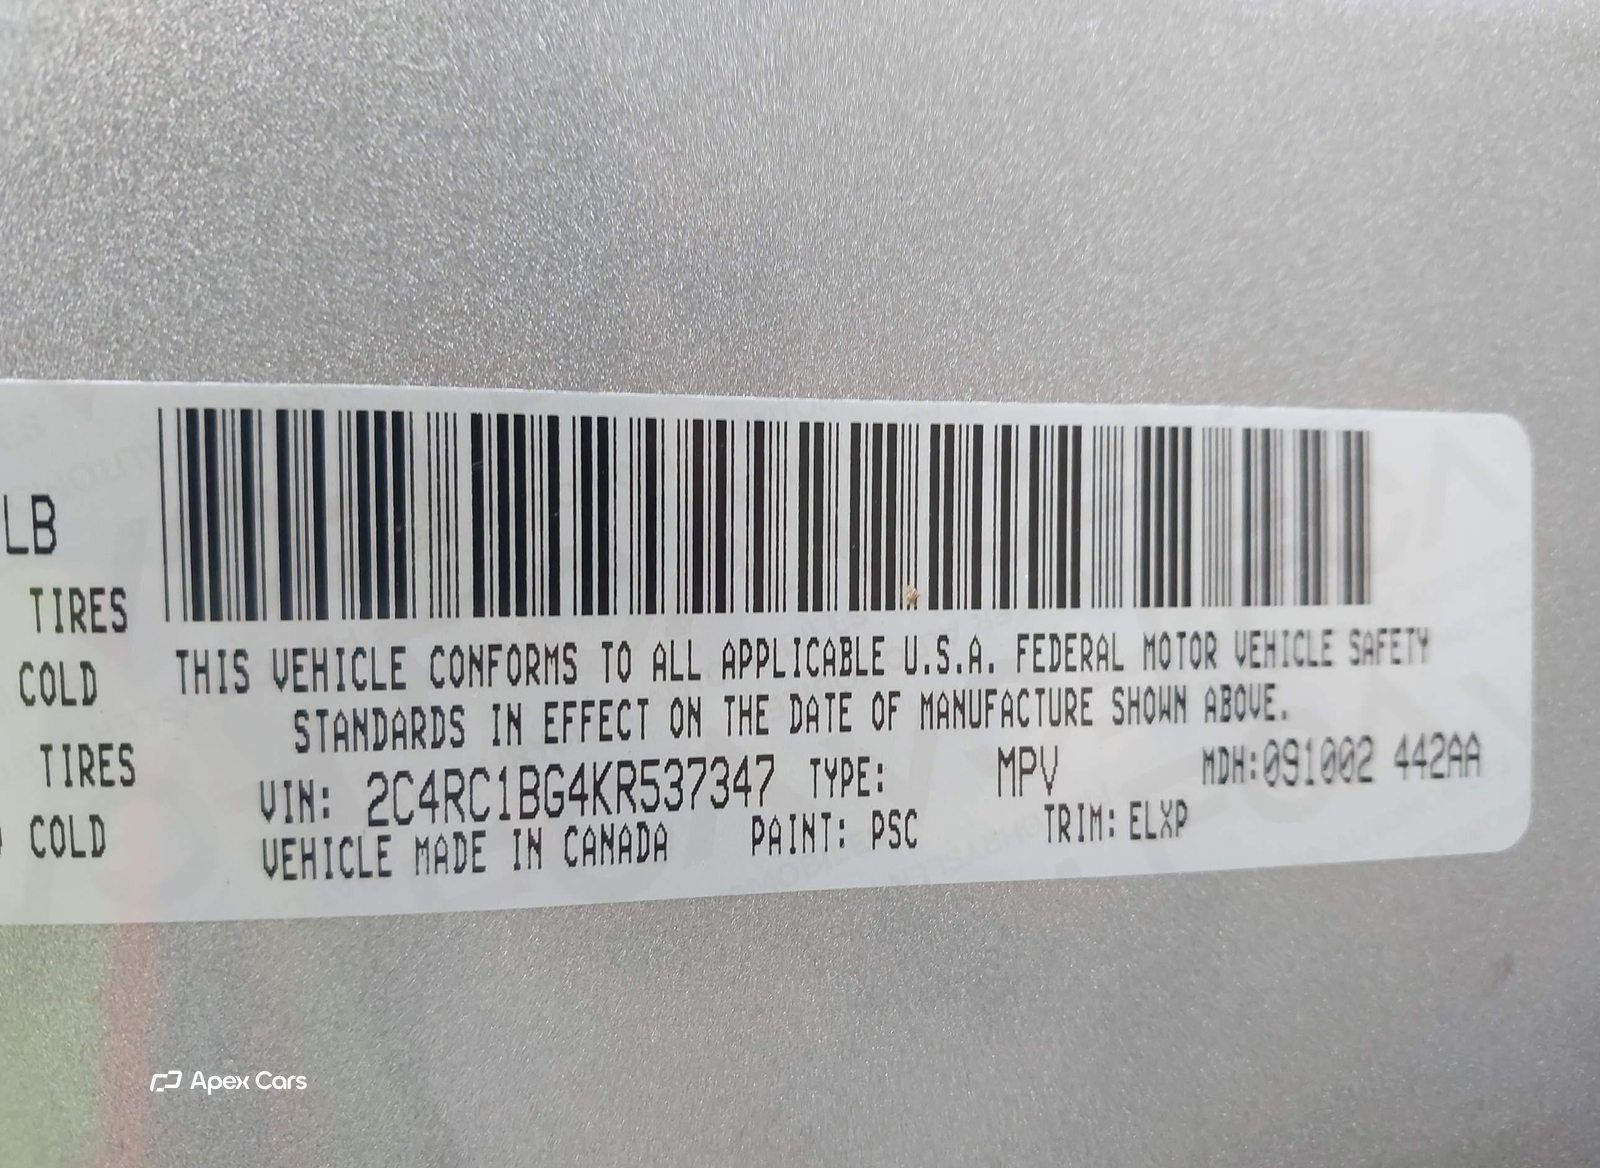 LB
TIRES
COLD
TIRES
COLD
THIS VEHICLE CONFORMS TO ALL APPLICABLE U.S.A. FEDERAL MOTOR VEHICLE SAFETY
STANDARDS IN EFFECT ON THE DATE OF MANUFACTURE SHOWN ABOVE.
VIN: 2C4RC1BG4KR537347 TYPE: MPV MDH:091002 442AA
VEHICLE MADE IN CANADA PAINT: PSC TRIM: ELXP
Apex Cars